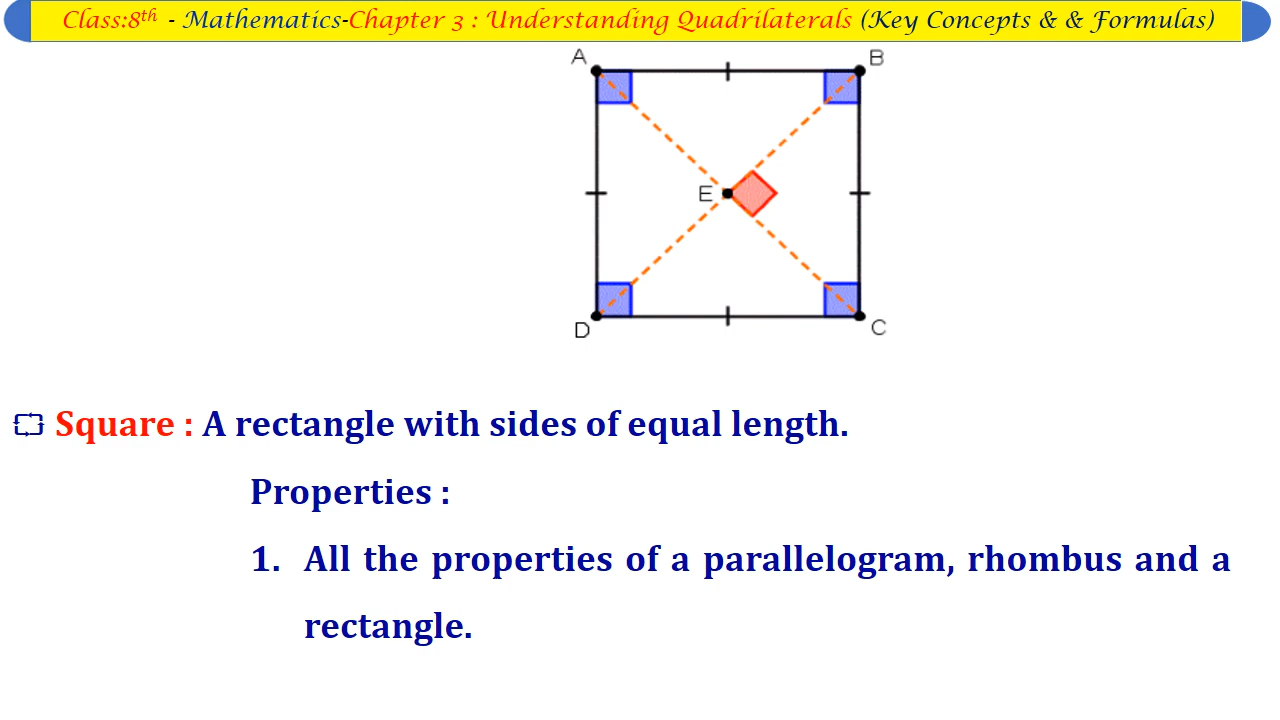 Class:8th - Mathematics-Chapter 3 : Understanding Quadrilaterals (Key Concepts & & Formulas)
A B
E
D C
Square : A rectangle with sides of equal length.
Properties :
1. All the properties of a parallelogram, rhombus and a
rectangle.